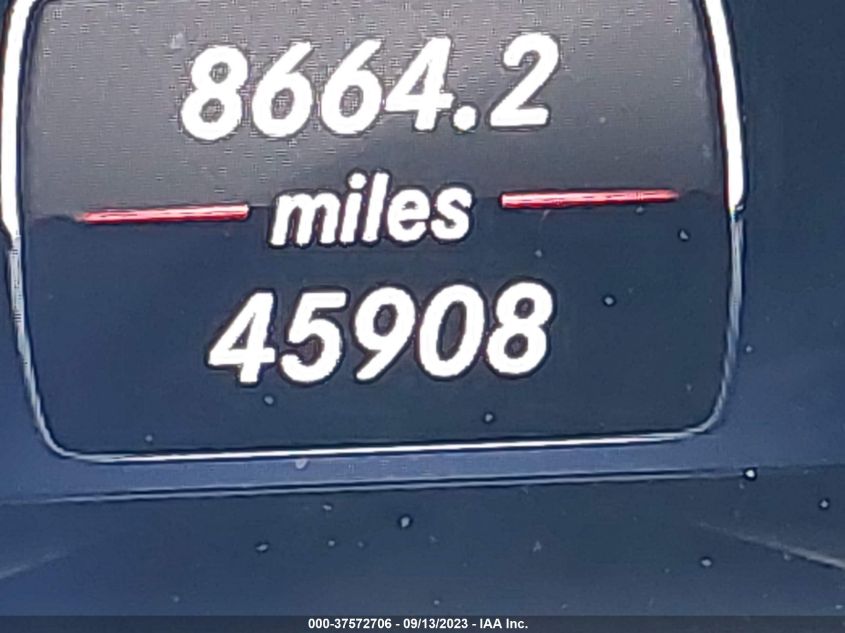 8664.2
miles
45908
000-37572706 - 09/13/2023 - IAA Inc.